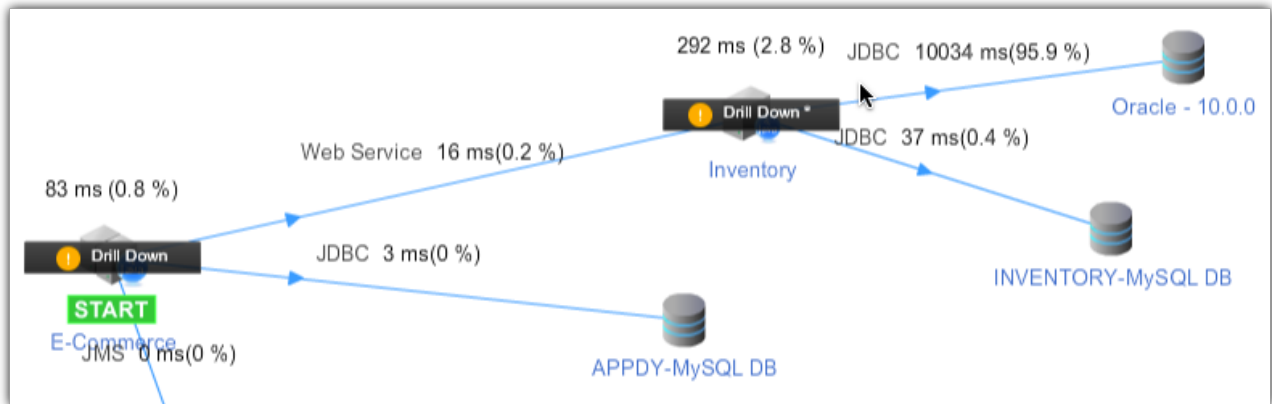 292 ms (2.8 %)
JDBC 10034 ms(95.9 %)
Drill Down *
Oracle - 10.0.0
JDBC 37 ms(0.4 %)
Web Service 16 ms(0.2 %)
Inventory
83 ms (0.8 %)
Drill Down
JDBC 3 ms(0 %)
INVENTORY-MySQL DB
START
E-Commerce
JMS 0 ms(0 %)
APPDY-MySQL DB